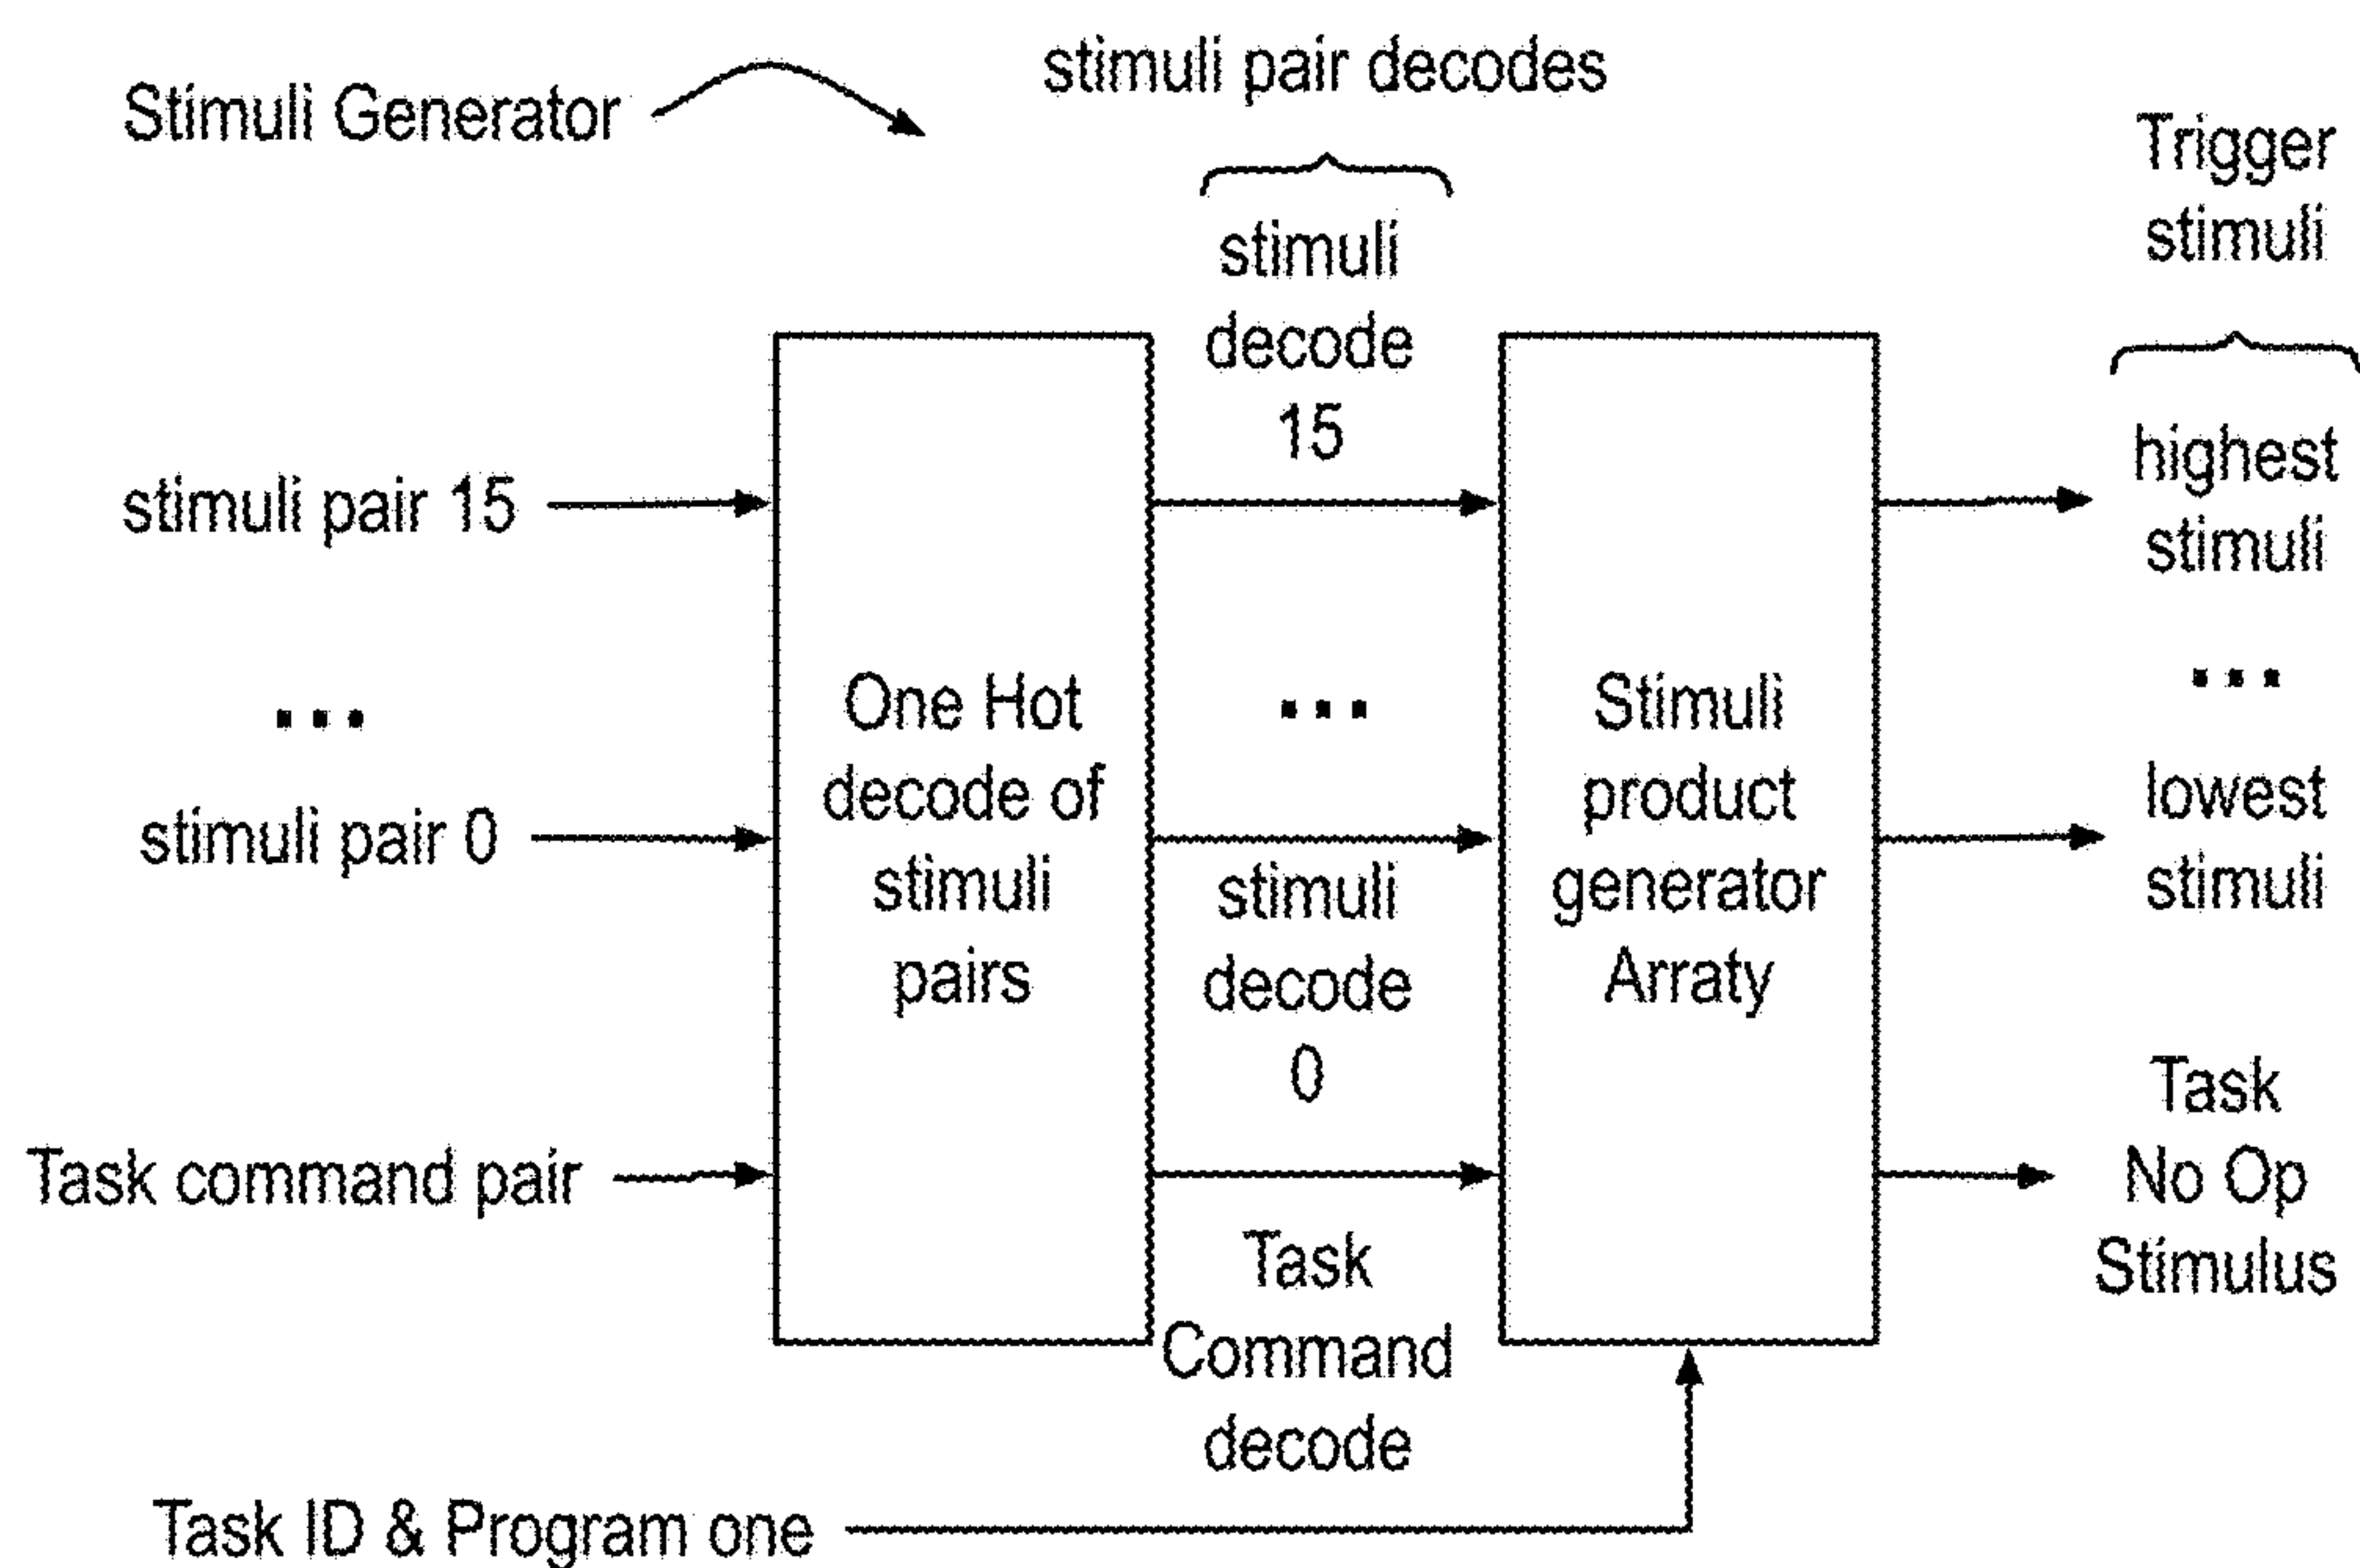 Stimuli Generator
stimuli pair decodes
Trigger
stimuli
stimuli
decode
15
highest
stimuli
stimuli pair 15
...
stimuli pair 0
Task command pair
One Hot
decode of
stimuli
pairs
...
stimuli
decode
0
Task
Command
decode
Stimuli
product
generator
Arraty
...
lowest
stimuli
Task
No Op
Stimulus
Task ID & Program one